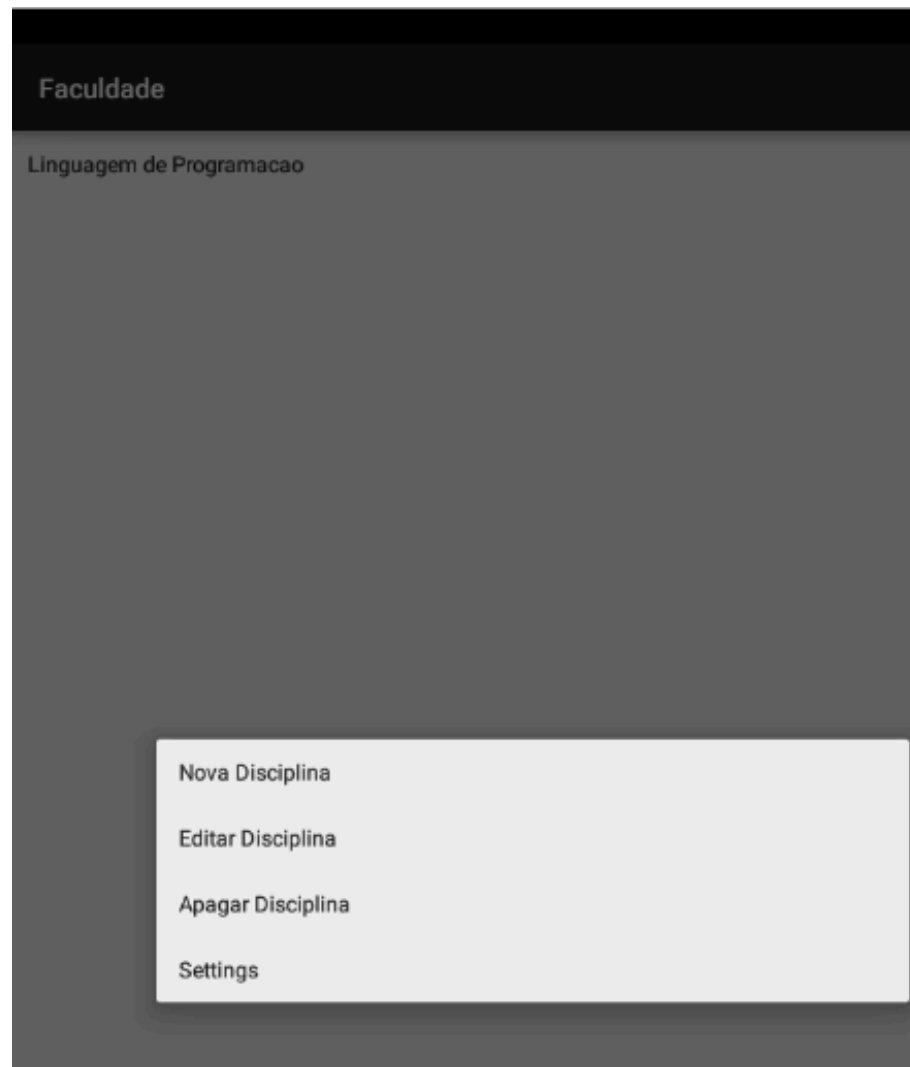 Faculdade
Linguagem de Programacao
Nova Disciplina
Editar Disciplina
Apagar Disciplina
Settings